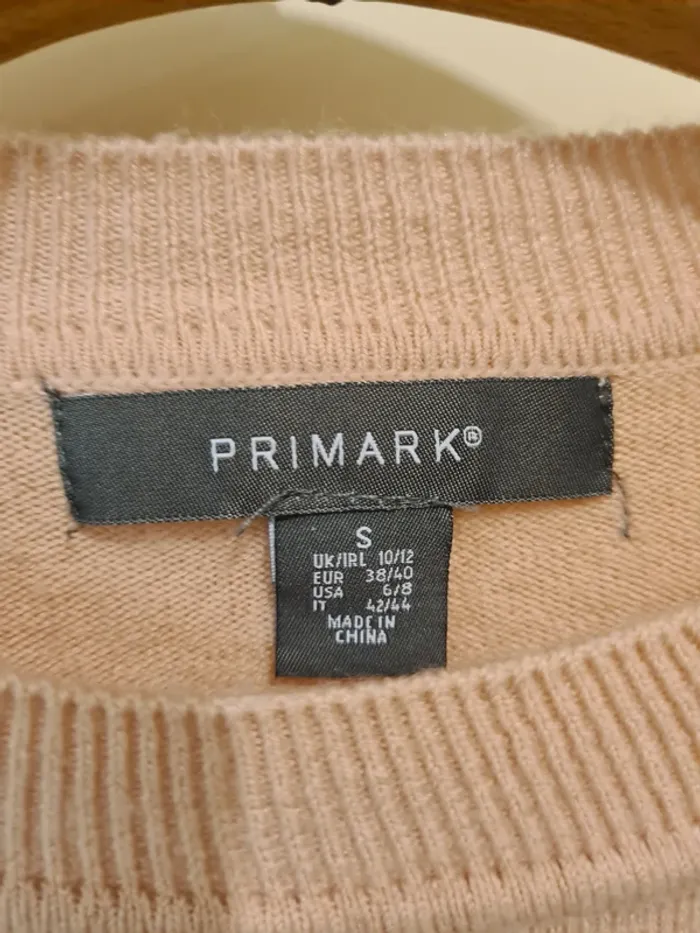 PRIMARK®
S
UK/IRL 10/12
EUR 38/40
USA 6/8
IT 42/44
MADE IN
CHINA